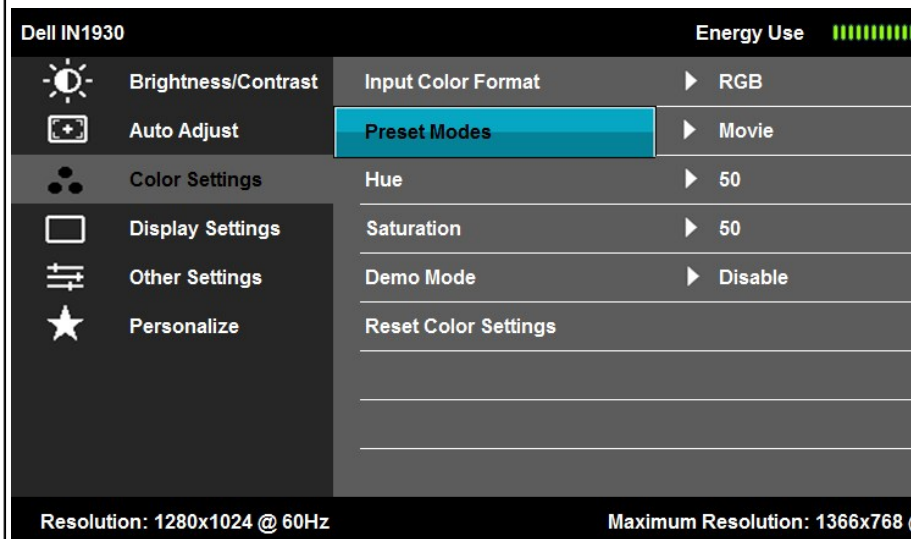 Dell IN1930 Energy Use
Brightness/Contrast Input Color Format RGB
Auto Adjust Preset Modes Movie
Color Settings Hue 50
Display Settings Saturation 50
Other Settings Demo Mode Disable
Personalize Reset Color Settings
Resolution: 1280x1024 @ 60Hz Maximum Resolution: 1366x768